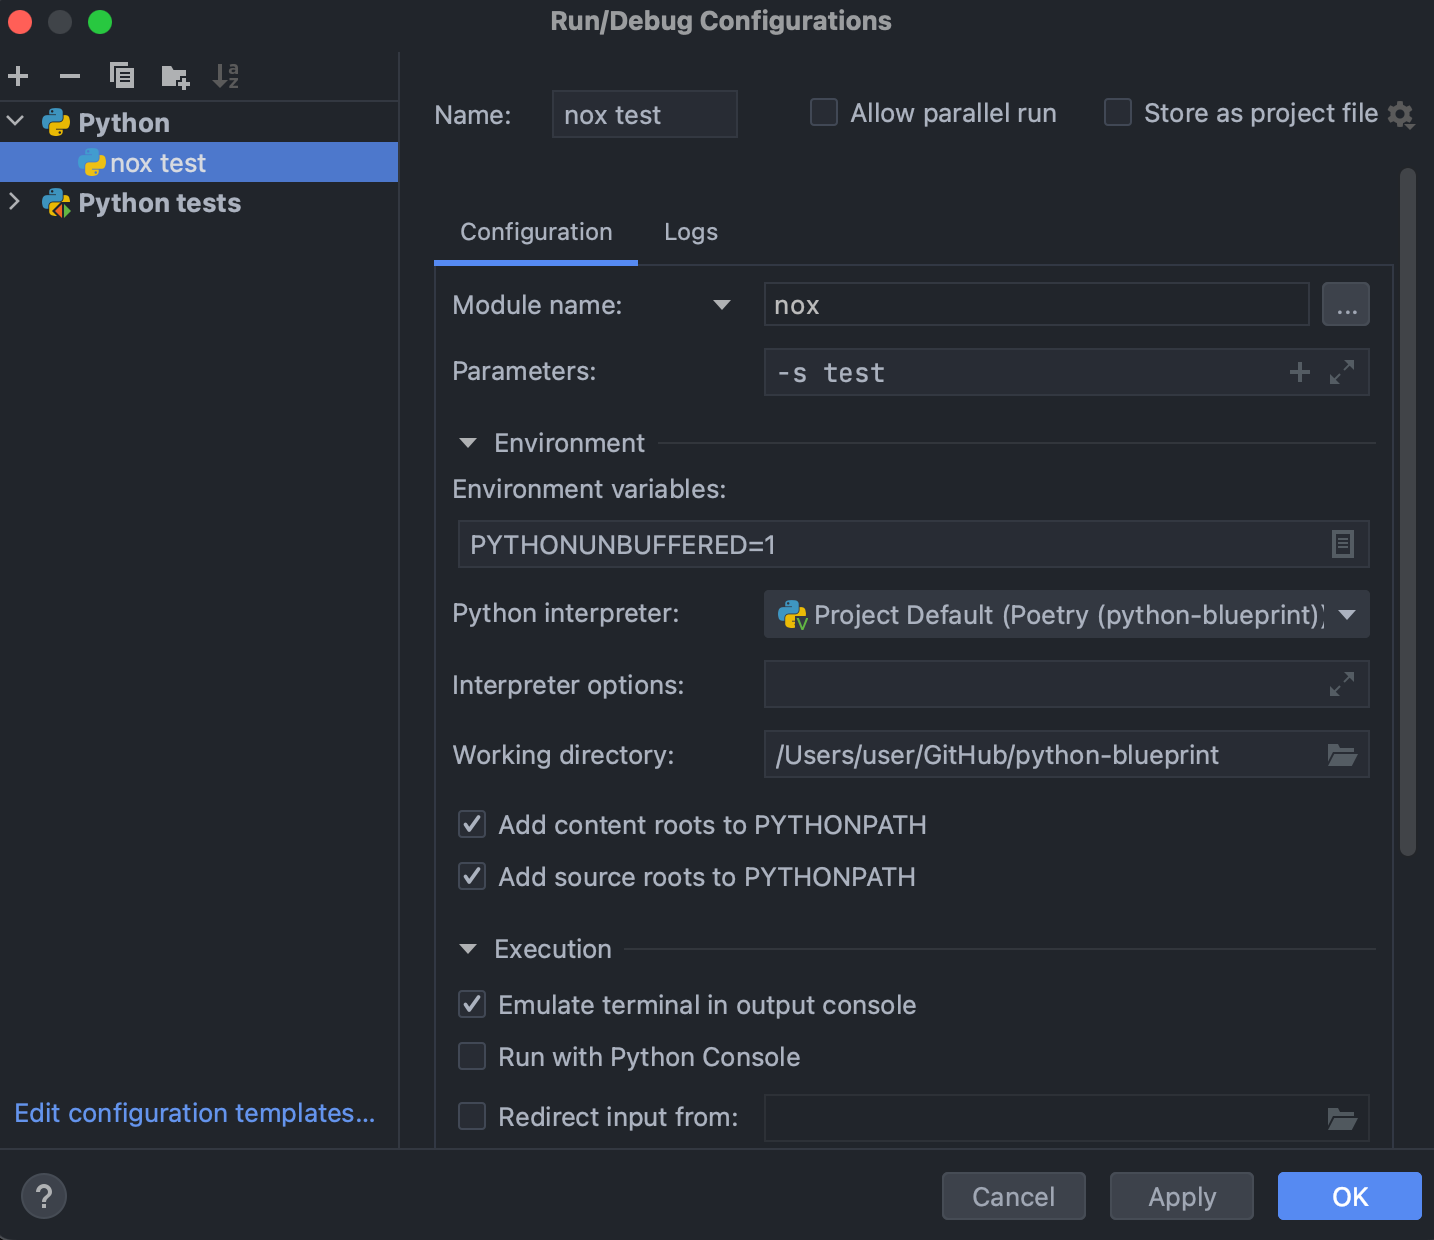 Run/Debug Configurations
Python
nox test
Python tests
Edit configuration templates...
Name: nox test Allow parallel run Store as project file
Configuration Logs
Module name: nox ...
Parameters: -s test
Environment
Environment variables:
PYTHONUNBUFFERED=1
Python interpreter: Project Default (Poetry (python-blueprint))
Interpreter options:
Working directory: /Users/user/GitHub/python-blueprint
Add content roots to PYTHONPATH
Add source roots to PYTHONPATH
Execution
Emulate terminal in output console
Run with Python Console
Redirect input from:
? Cancel Apply OK